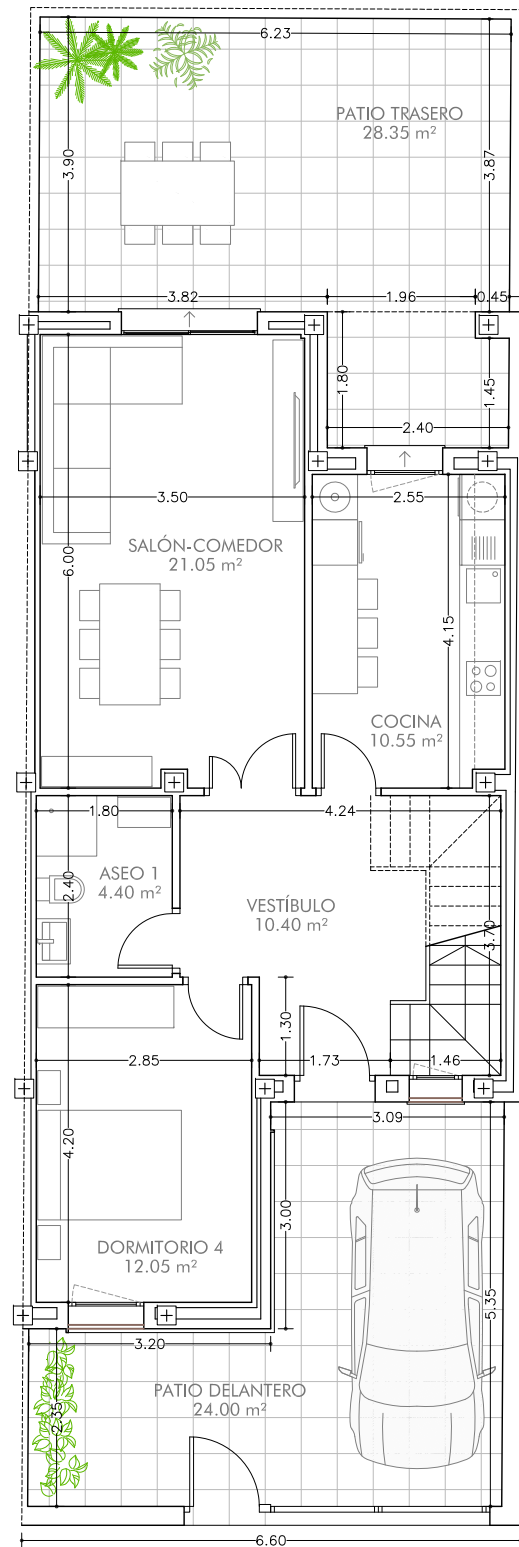 6.23
PATIO TRASERO
28.35 m²
3.90
3.87
3.82
1.96
0.45
1.80
1.45
2.40
3.50
2.55
SALÓN-COMEDOR
21.05 m²
6.00
4.15
COCINA
10.55 m²
1.80
4.24
ASEO 1
4.40 m²
2.40
VESTÍBULO
10.40 m²
3.70
1.30
2.85
1.73
1.46
3.09
4.20
3.00
DORMITORIO 4
12.05 m²
5.35
3.20
PATIO DELANTERO
24.00 m²
2.35
6.60